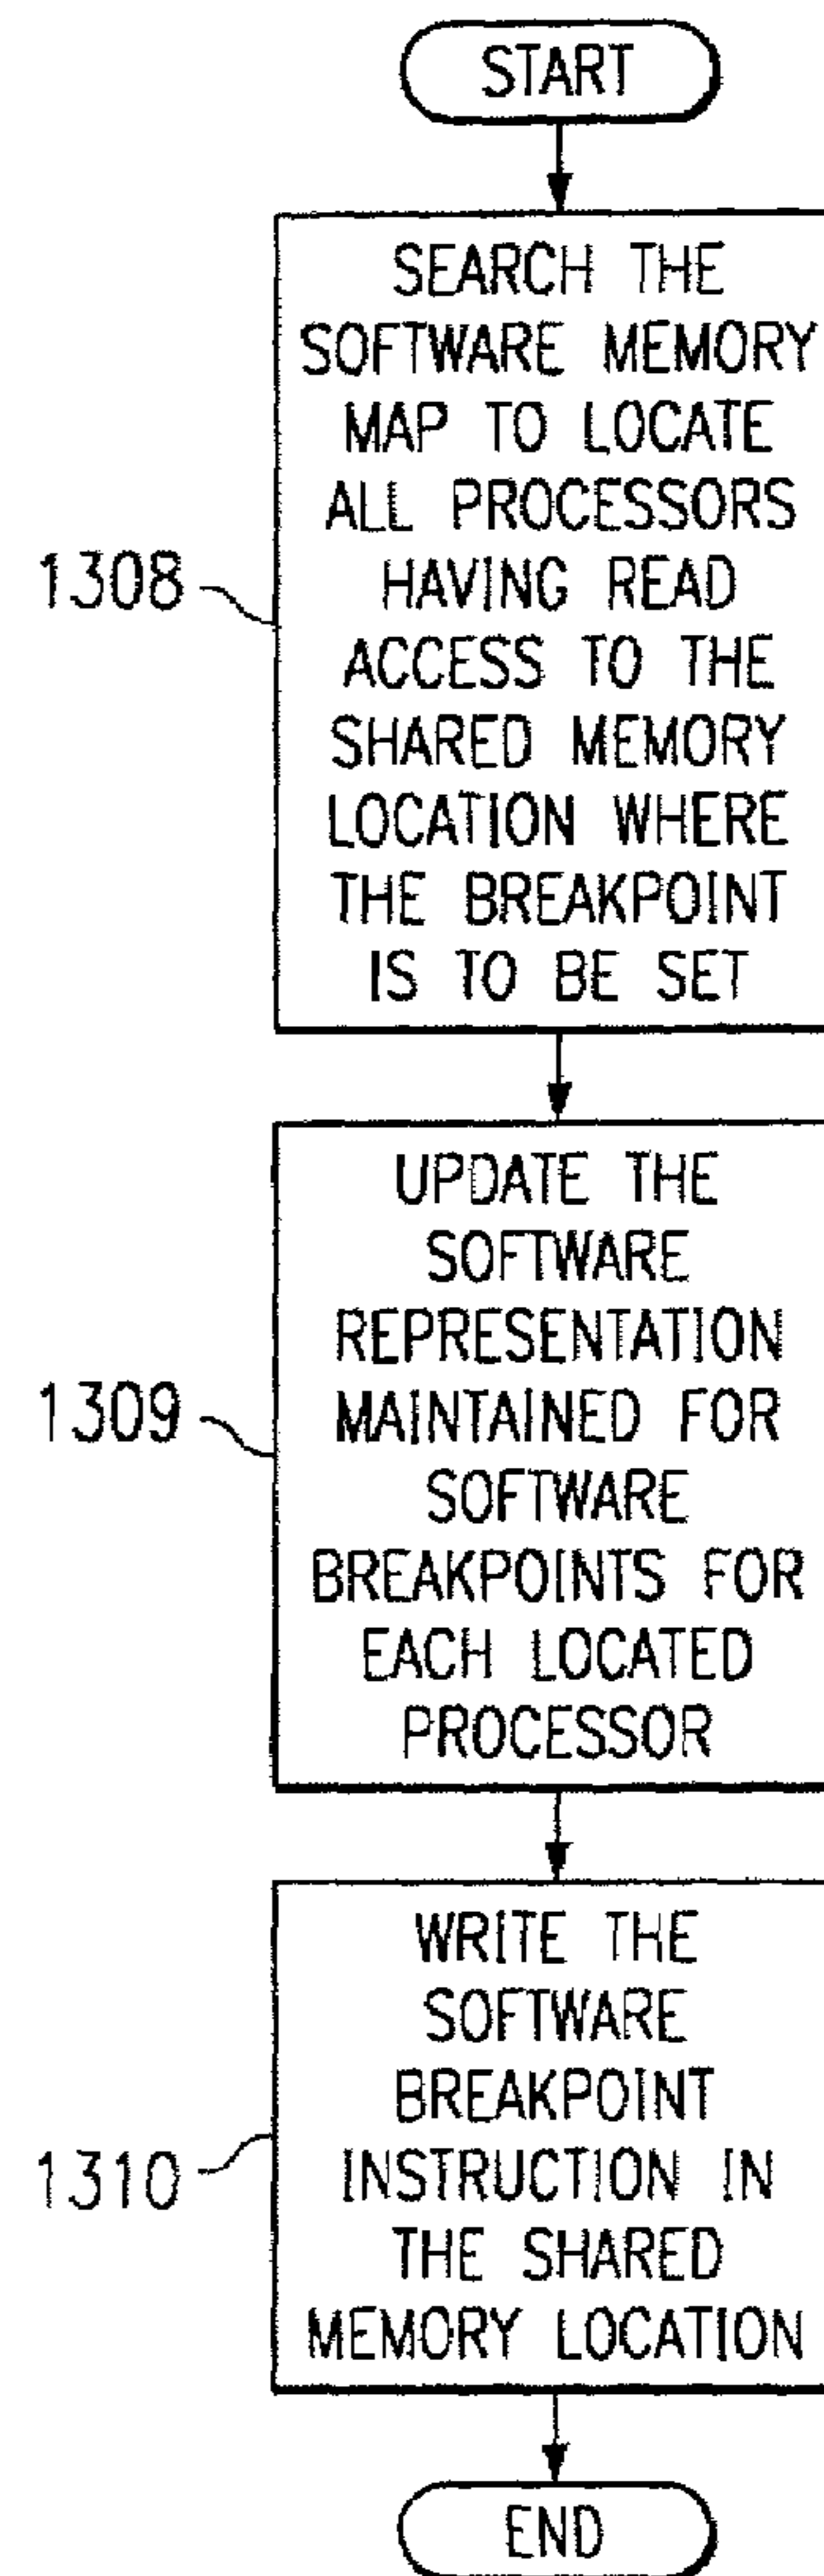 START
SEARCH THE
SOFTWARE MEMORY
MAP TO LOCATE
ALL PROCESSORS
HAVING READ
ACCESS TO THE
SHARED MEMORY
LOCATION WHERE
THE BREAKPOINT
IS TO BE SET
1308
UPDATE THE
SOFTWARE
REPRESENTATION
MAINTAINED FOR
SOFTWARE
BREAKPOINTS FOR
EACH LOCATED
PROCESSOR
1309
WRITE THE
SOFTWARE
BREAKPOINT
INSTRUCTION IN
THE SHARED
MEMORY LOCATION
1310
END